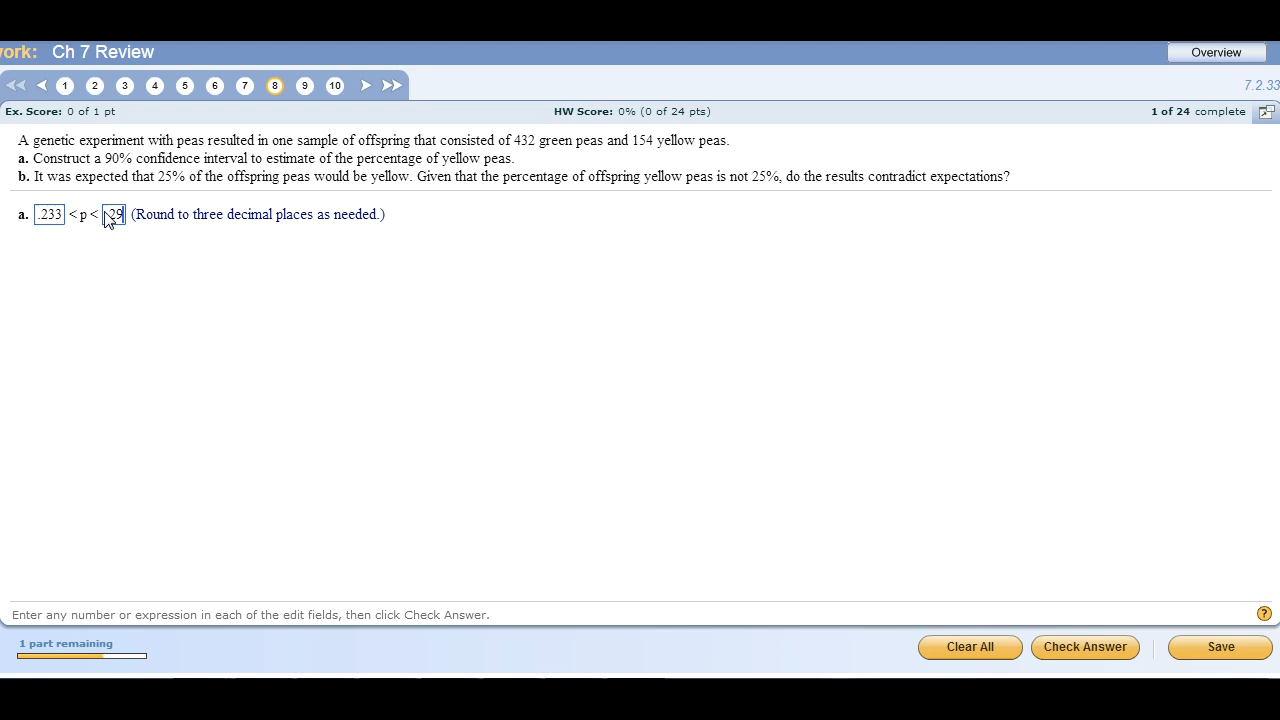 work: Ch 7 Review
Overview
1 2 3 4 5 6 7 8 9 10
7.2.33
Ex. Score: 0 of 1 pt
HW Score: 0% (0 of 24 pts)
1 of 24 complete
A genetic experiment with peas resulted in one sample of offspring that consisted of 432 green peas and 154 yellow peas.
a. Construct a 90% confidence interval to estimate of the percentage of yellow peas.
b. It was expected that 25% of the offspring peas would be yellow. Given that the percentage of offspring yellow peas is not 25%, do the results contradict expectations?
a. .233 < p < .29 (Round to three decimal places as needed.)
Enter any number or expression in each of the edit fields, then click Check Answer.
?
1 part remaining
Clear All
Check Answer
Save